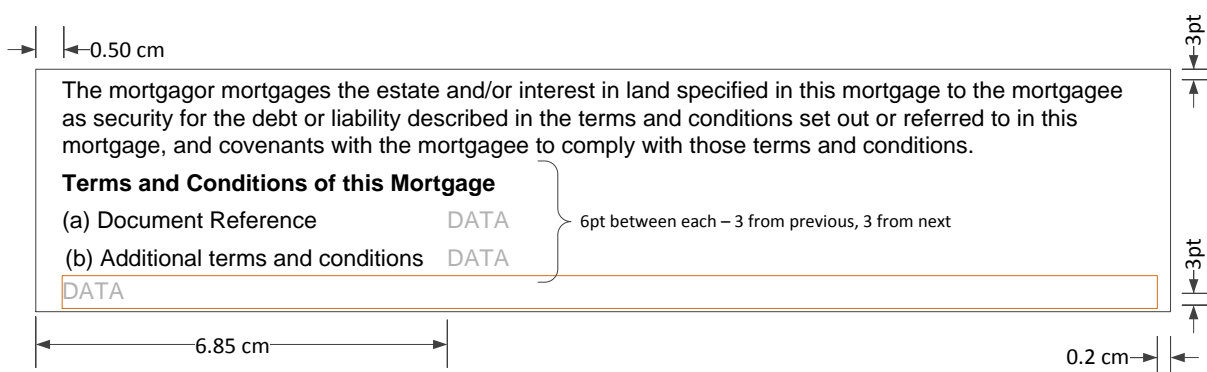 3pt
0.50 cm
The mortgagor mortgages the estate and/or interest in land specified in this mortgage to the mortgagee
as security for the debt or liability described in the terms and conditions set out or referred to in this
mortgage, and covenants with the mortgagee to comply with those terms and conditions.
Terms and Conditions of this Mortgage
(a) Document Reference DATA
6pt between each – 3 from previous, 3 from next
(b) Additional terms and conditions DATA
3pt
DATA
6.85 cm
0.2 cm